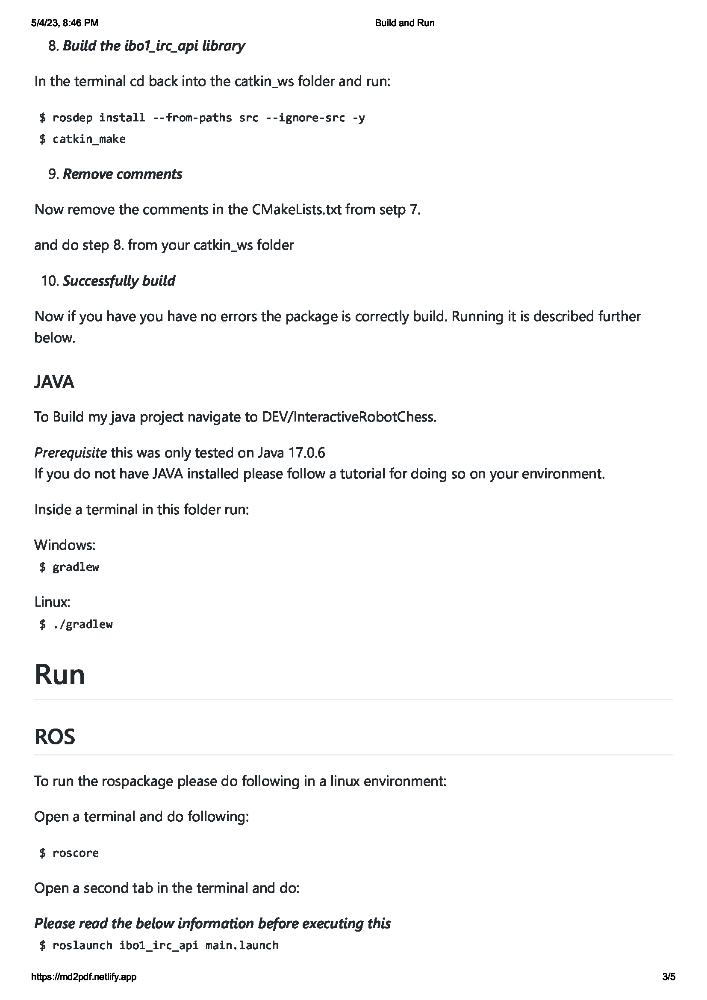 5/4/23, 8:46 PM
Build and Run
8. Build the ibo1_irc_api library
In the terminal cd back into the catkin_ws folder and run:
$ rosdep install --from-paths src --ignore-src -y
$ catkin_make
9. Remove comments
Now remove the comments in the CMakeLists.txt from setp 7.
and do step 8. from your catkin_ws folder
10. Successfully build
Now if you have you have no errors the package is correctly build. Running it is described further
below.
JAVA
To Build my java project navigate to DEV/InteractiveRobotChess.
Prerequisite this was only tested on Java 17.0.6
If you do not have JAVA installed please follow a tutorial for doing so on your environment.
Inside a terminal in this folder run:
Windows:
$ gradlew
Linux:
$ ./gradlew
Run
ROS
To run the rospackage please do following in a linux environment:
Open a terminal and do following:
$ roscore
Open a second tab in the terminal and do:
Please read the below information before executing this
$ roslaunch ibo1_irc_api main.launch
https://md2pdf.netlify.app
3/5